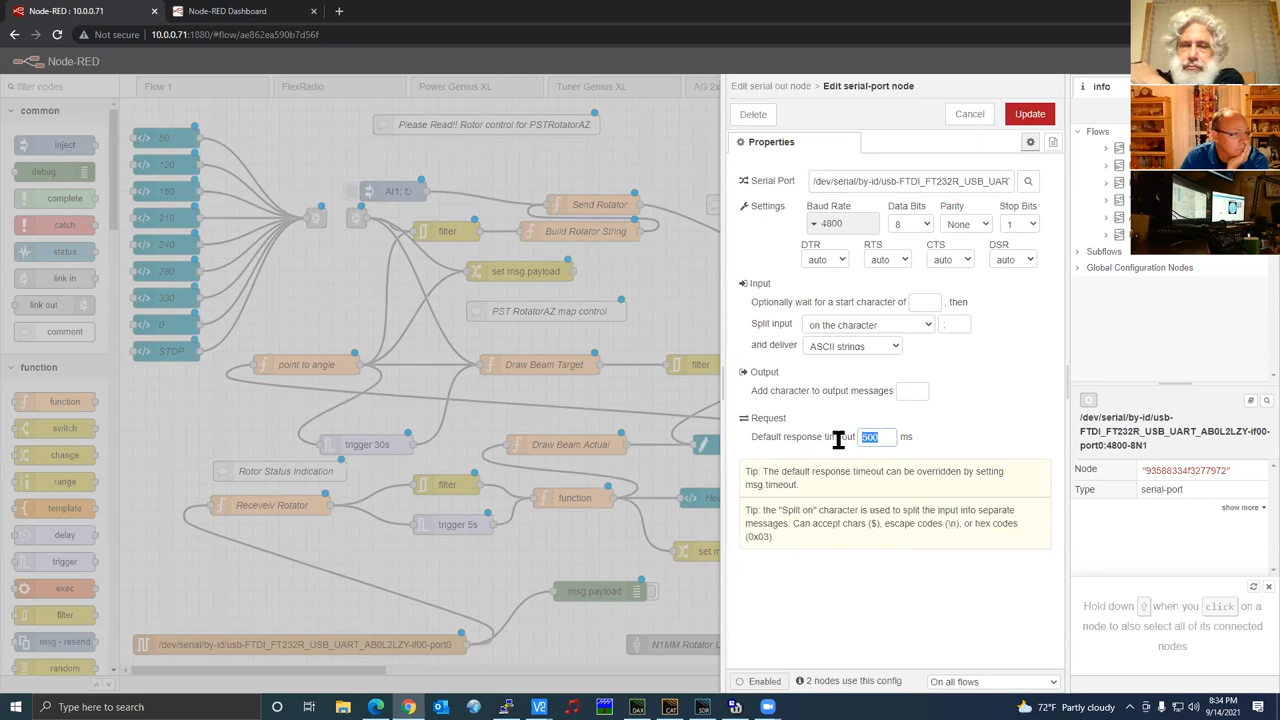 Node-RED: 10.0.0.71
Node-RED Dashboard
Not secure 10.0.0.71:1880/#flow/ae862ea590b7d56f
Node-RED
filter nodes
Flow 1
FlexRadio
Power Genius XL
Tuner Genius XL
AG 2x
common
inject
debug
complete
catch
status
link in
link out
comment
function
function
switch
change
range
template
delay
trigger
exec
filter
msg - resend
random
50
120
160
210
240
280
330
0
STOP
Please Read!! Rotor control for PSTRotatorAZ
AI1: ↻
Send Rotator
filter
Build Rotator String
set msg.payload
PST RotatorAZ map control
point to angle
Draw Beam Target
filter
trigger 30s
Draw Beam Actual
Rotor Status Indication
filter
function
Receveiv Rotator
trigger 5s
set m
msg.payload
/dev/serial/by-id/usb-FTDI_FT232R_USB_UART_AB0L2LZY-if00-port0
N1MM Rotator U
Edit serial out node > Edit serial-port node
Delete
Cancel
Update
Properties
Serial Port
/dev/serial/by-id/usb-FTDI_FT232R_USB_UAR
Settings
Baud Rate
Data Bits
Parity
Stop Bits
4800
8
None
1
DTR
RTS
CTS
DSR
auto
auto
auto
auto
Input
Optionally wait for a start character of , then
Split input on the character ;
and deliver ASCII strings
Output
Add character to output messages
Request
Default response timeout 500 ms
Tip: The default response timeout can be overridden by setting
msg.timeout.
Tip: the "Split on" character is used to split the input into separate
messages. Can accept chars ($), escape codes (\n), or hex codes
(0x03).
Enabled
2 nodes use this config
On all flows
info
Flows
Subflows
Global Configuration Nodes
/dev/serial/by-id/usb-
FTDI_FT232R_USB_UART_AB0L2LZY-if00-
port0:4800-8N1
Node "93588334f3277972"
Type serial-port
show more
Hold down ⇧ when you click on a
node to also select all of its connected
nodes
Type here to search
DAX
CAT
SDR
72°F Partly cloudy
8:34 PM
9/14/2021